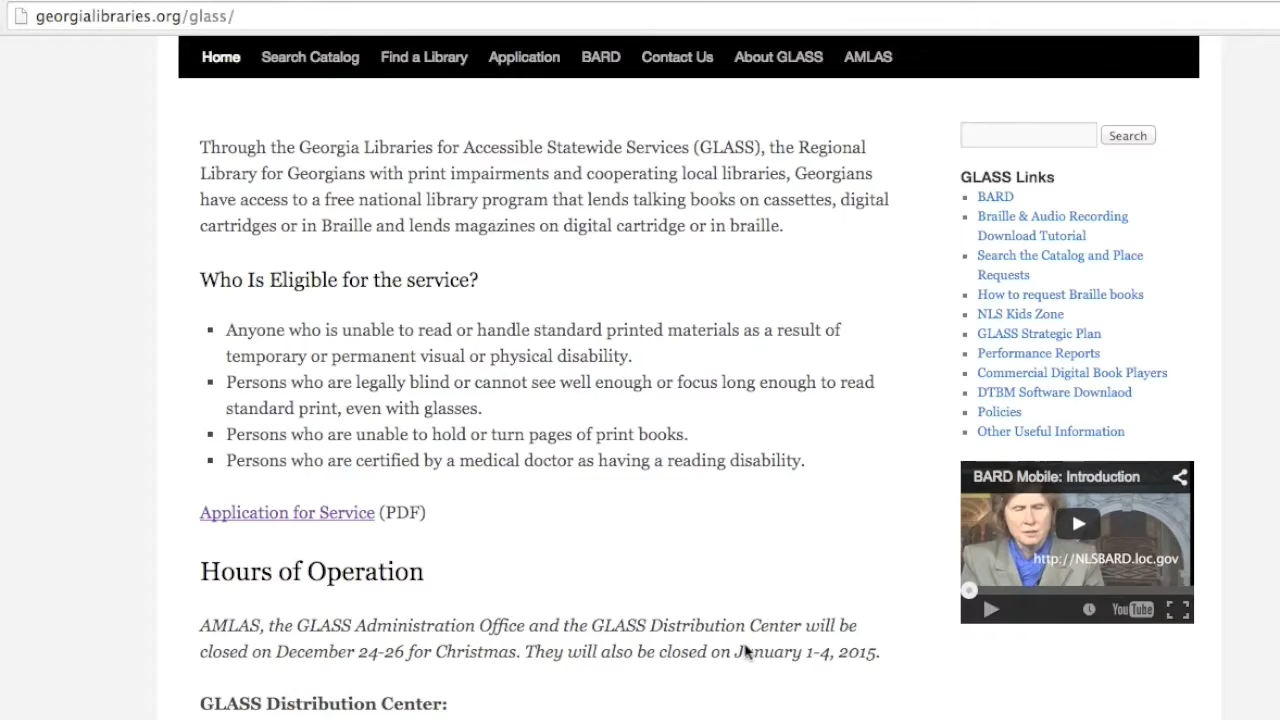 georgialibraries.org/glass/
Home Search Catalog Find a Library Application BARD Contact Us About GLASS AMLAS
Through the Georgia Libraries for Accessible Statewide Services (GLASS), the Regional
Library for Georgians with print impairments and cooperating local libraries, Georgians
have access to a free national library program that lends talking books on cassettes, digital
cartridges or in Braille and lends magazines on digital cartridge or in braille.
Who Is Eligible for the service?
Anyone who is unable to read or handle standard printed materials as a result of
temporary or permanent visual or physical disability.
Persons who are legally blind or cannot see well enough or focus long enough to read
standard print, even with glasses.
Persons who are unable to hold or turn pages of print books.
Persons who are certified by a medical doctor as having a reading disability.
Application for Service (PDF)
Hours of Operation
AMLAS, the GLASS Administration Office and the GLASS Distribution Center will be
closed on December 24-26 for Christmas. They will also be closed on January 1-4, 2015.
GLASS Distribution Center:
Search
GLASS Links
BARD
Braille & Audio Recording
Download Tutorial
Search the Catalog and Place
Requests
How to request Braille books
NLS Kids Zone
GLASS Strategic Plan
Performance Reports
Commercial Digital Book Players
DTBM Software Downlaod
Policies
Other Useful Information
BARD Mobile: Introduction
http://NLSBARD.loc.gov
YouTube